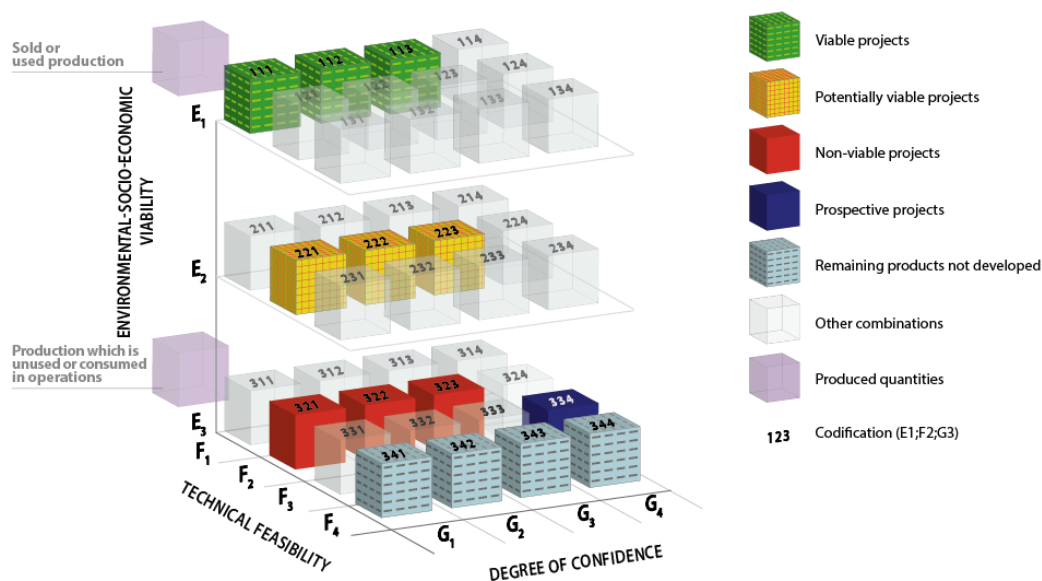 Sold or
used production
ENVIRONMENTAL-SOCIO-ECONOMIC
VIABILITY
Production which is
unused or consumed
in operations
E1
111 112 113 114
121 122 123 124
131 132 133 134
E2
211 212 213 214
221 222 223 224
231 232 233 234
E3
311 312 313 314
321 322 323 324
331 332 333 334
341 342 343 344
F1
F2
F3
F4
TECHNICAL FEASIBILITY
G1
G2
G3
G4
DEGREE OF CONFIDENCE
Viable projects
Potentially viable projects
Non-viable projects
Prospective projects
Remaining products not developed
Other combinations
Produced quantities
123 Codification (E1;F2;G3)